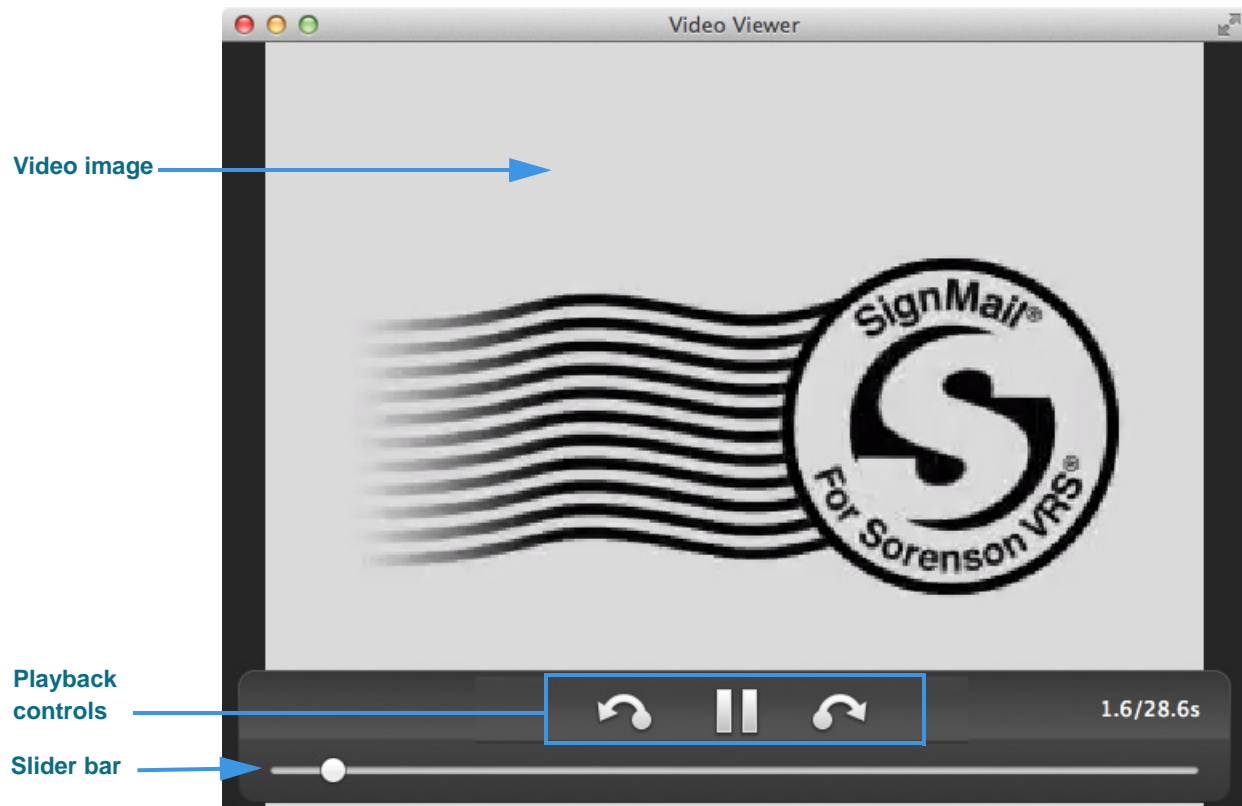 Video Viewer
Video image
SignMail®
S
For Sorenson VRS®
Playback
controls
1.6/28.6s
Slider bar